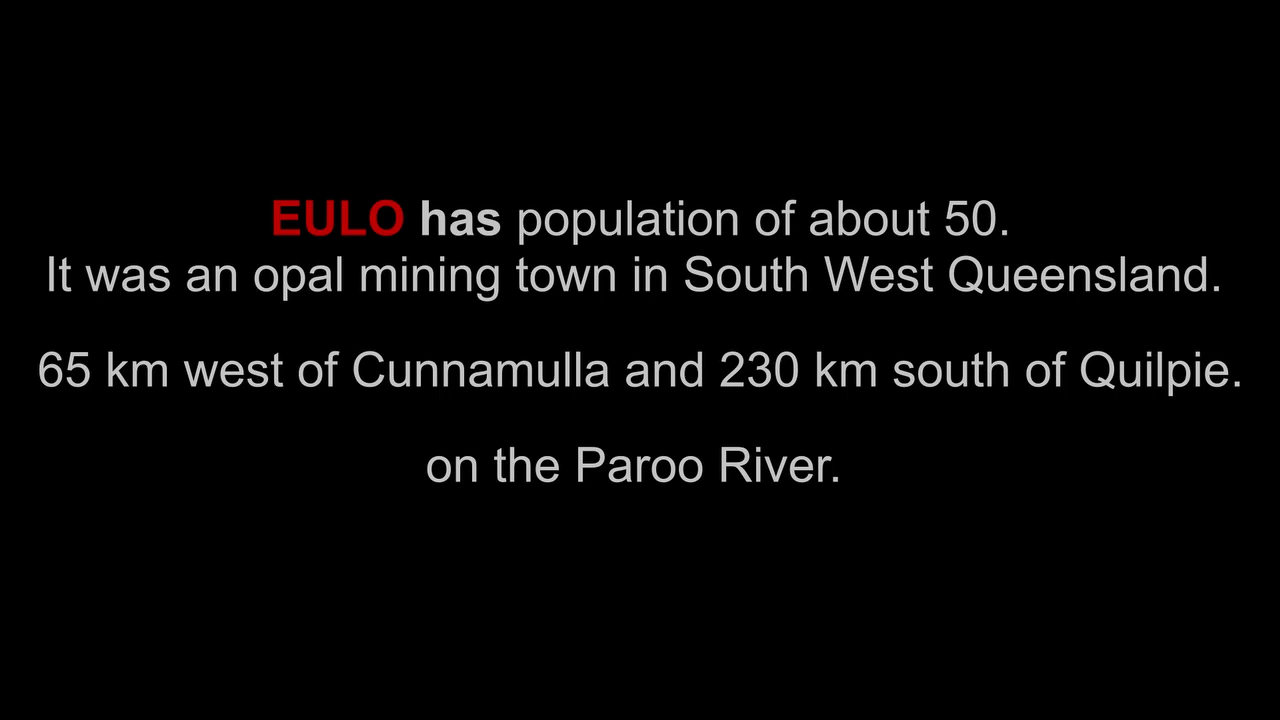 EULO has population of about 50.
It was an opal mining town in South West Queensland.
65 km west of Cunnamulla and 230 km south of Quilpie.
on the Paroo River.